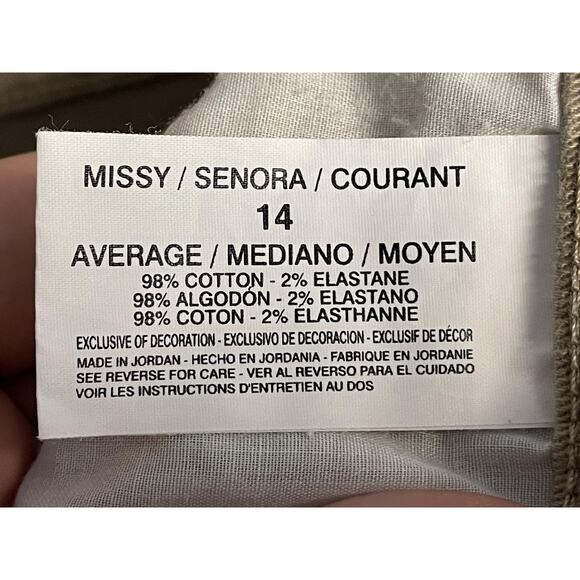 MISSY / SENORA / COURANT
14
AVERAGE / MEDIANO / MOYEN
98% COTTON - 2% ELASTANE
98% ALGODÓN - 2% ELASTANO
98% COTON - 2% ELASTHANNE
EXCLUSIVE OF DECORATION - EXCLUSIVO DE DECORACION - EXCLUSIF DE DÉCOR
MADE IN JORDAN - HECHO EN JORDANIA - FABRIQUE EN JORDANIE
SEE REVERSE FOR CARE - VER AL REVERSO PARA EL CUIDADO
VOIR LES INSTRUCTIONS D'ENTRETIEN AU DOS